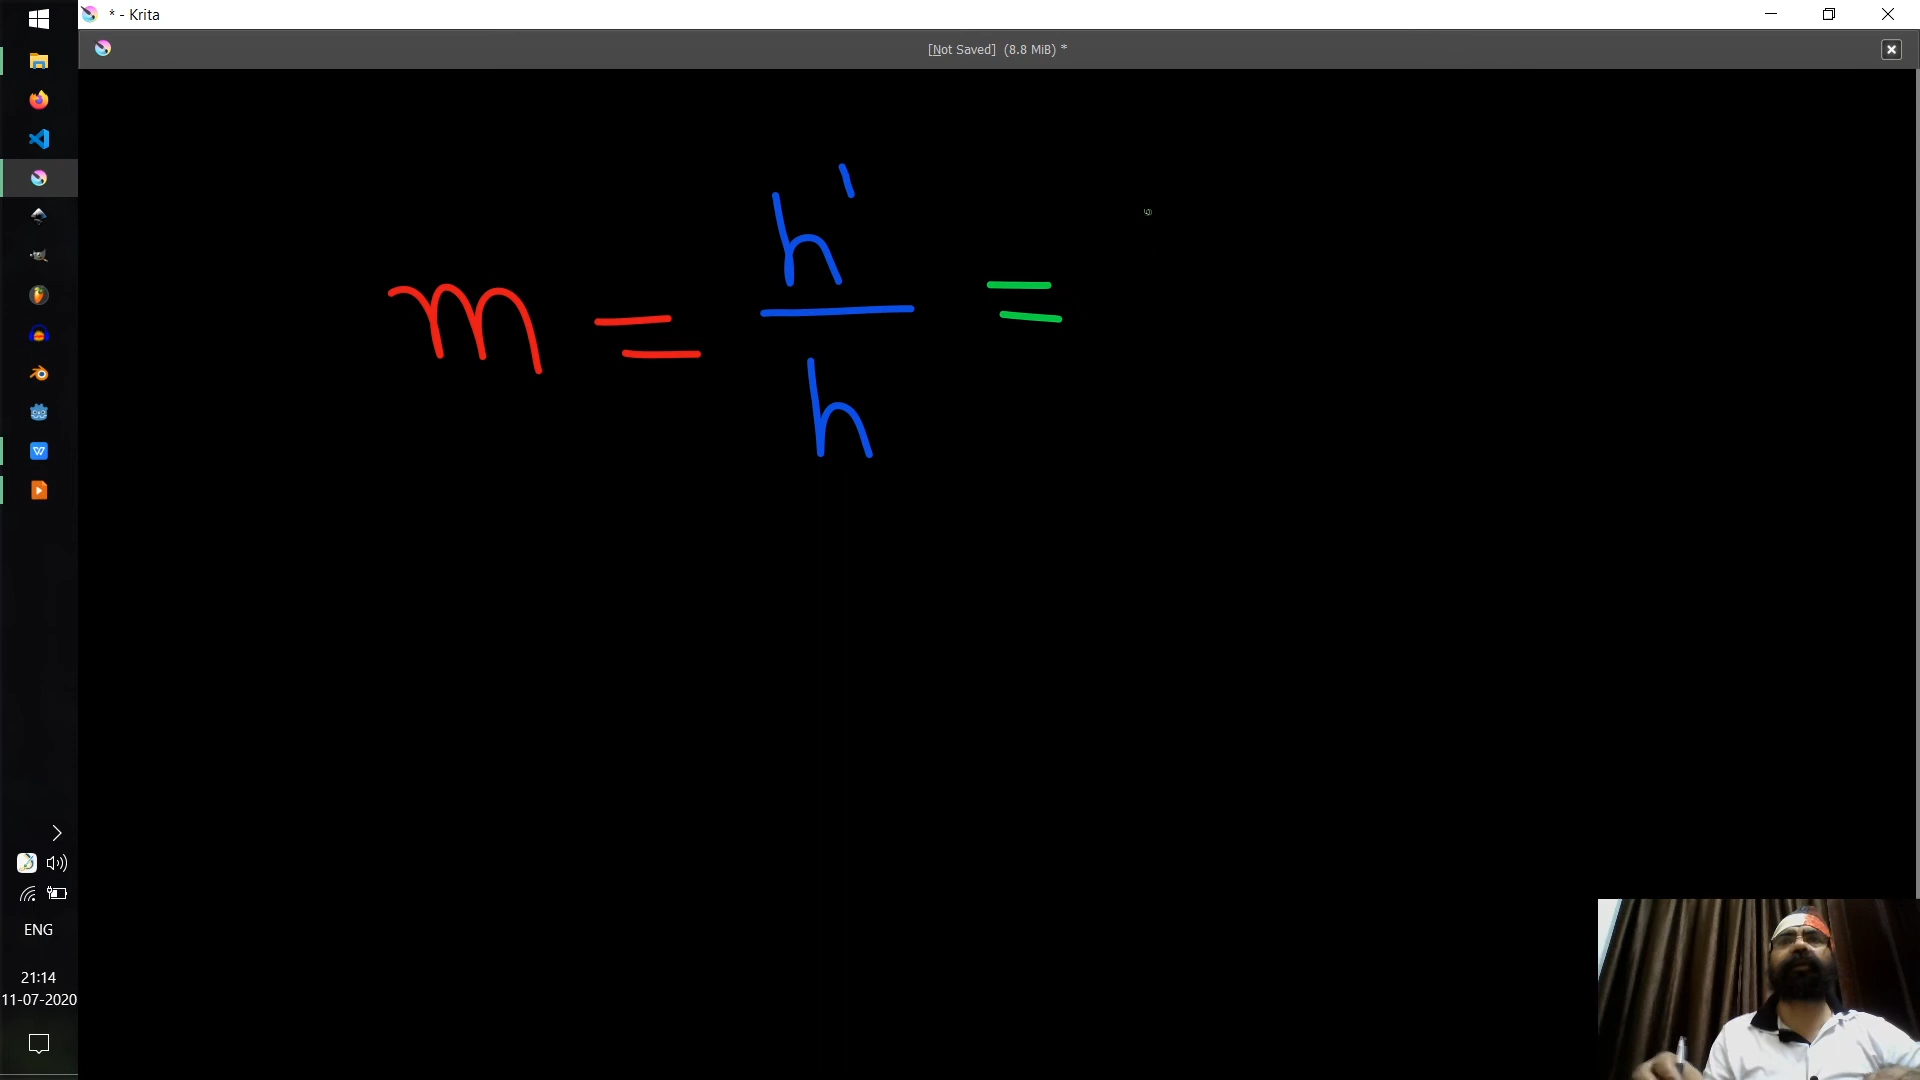 * - Krita
[Not Saved] (8.8 MiB) *
m = h' / h =
ENG
21:14
11-07-2020